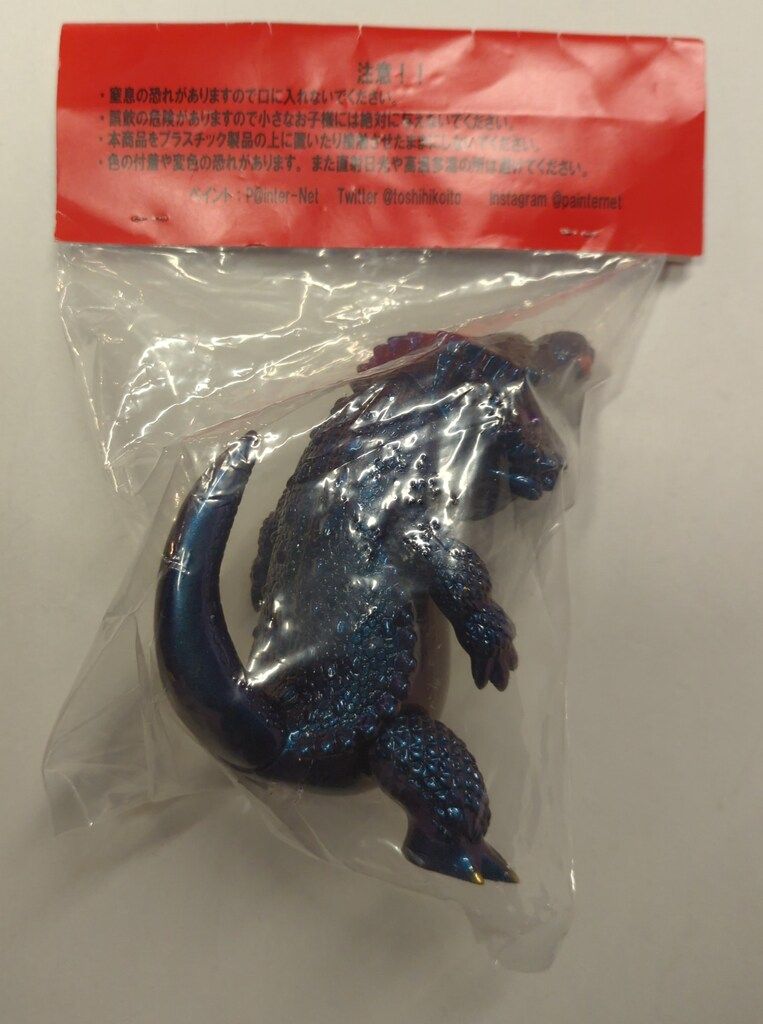 注意！！
・窒息の恐れがありますので口に入れないでください。
・誤飲の危険がありますので小さなお子様には絶対に与えないでください。
・本商品をプラスチック製品の上に置いたり接着させたままにしないでください。
・色の付着や変色の恐れがあります。また直射日光や高温多湿の所は避けてください。
ペイント：P@inter-Net Twitter @toshihikoito Instagram @painternet